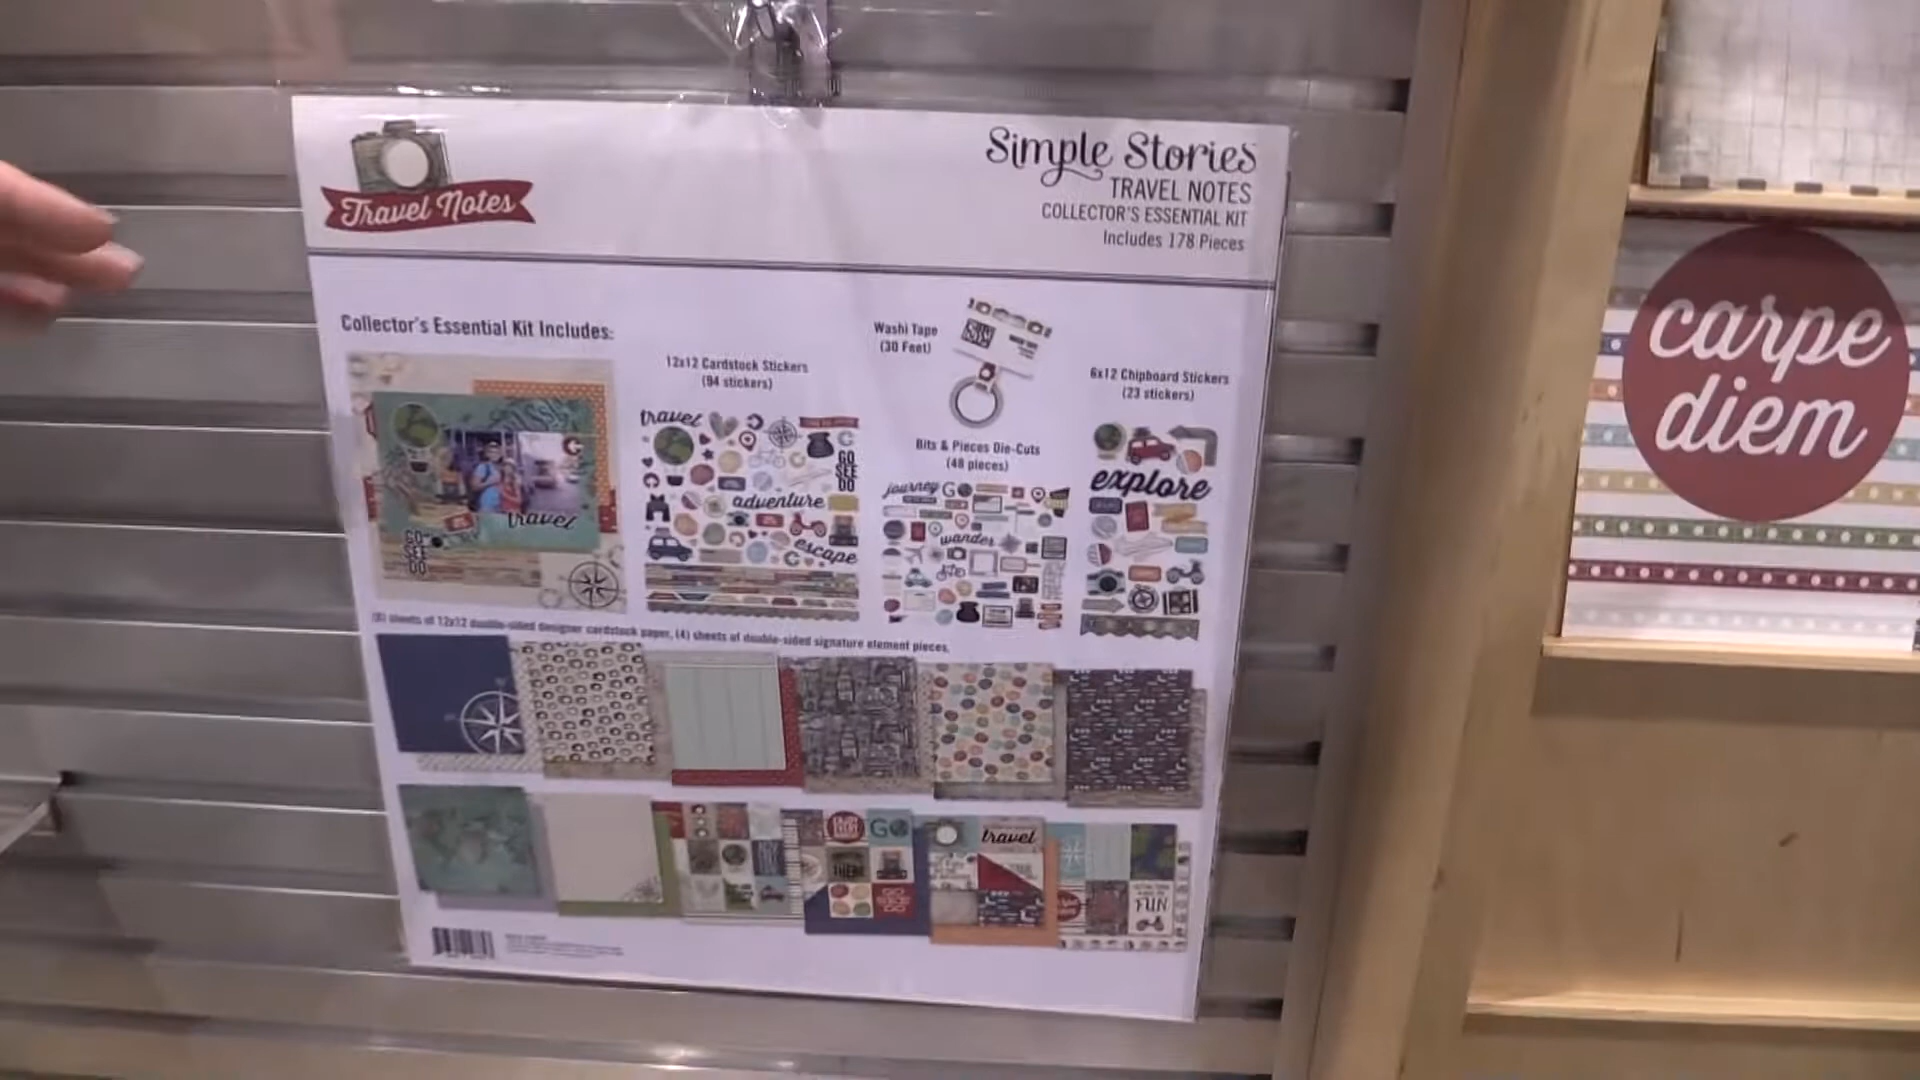 Travel Notes
Simple Stories
TRAVEL NOTES
COLLECTOR'S ESSENTIAL KIT
Includes 178 Pieces
Collector's Essential Kit Includes:
12x12 Cardstock Stickers
(94 stickers)
Washi Tape
(30 Feet)
Bits & Pieces Die-Cuts
(48 pieces)
6x12 Chipboard Stickers
(23 stickers)
travel
GO
SEE
DO
travel
GO
SEE
DO
adventure
escape
journey GO
wander
explore
(8) sheets of 12x12 double-sided designer cardstock paper, (4) sheets of double-sided signature element pieces.
GO
THERE
travel
FUN
carpe
diem